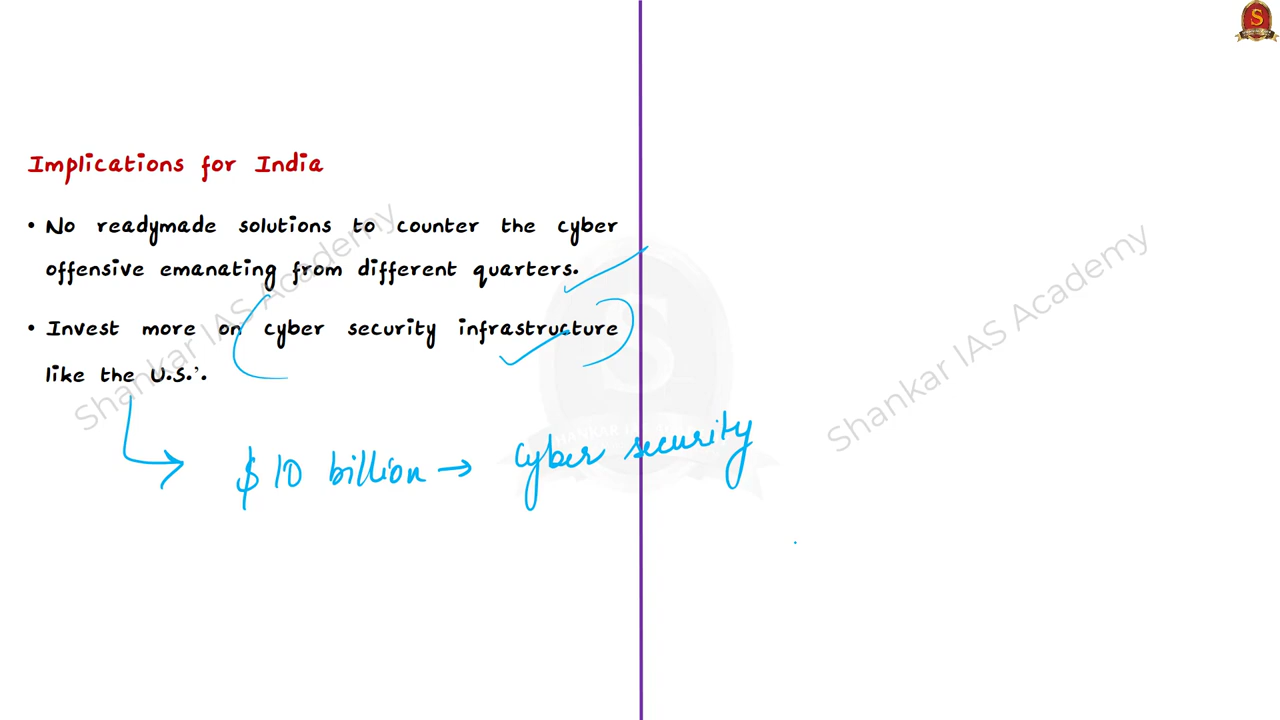 Implications for India
• No readymade solutions to counter the cyber
offensive emanating from different quarters.
• Invest more on cyber security infrastructure
like the U.S.'.
$10 billion → Cyber security
Shankar IAS Academy
Shankar IAS Academy
S